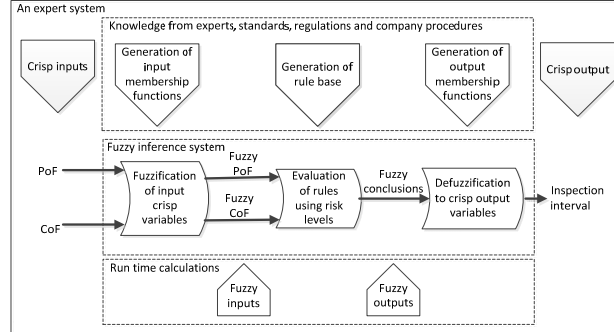 An expert system
Knowledge from experts, standards, regulations and company procedures
Crisp inputs
Generation of
input
membership
functions
Generation of
rule base
Generation of
output
membership
functions
Crisp output
Fuzzy inference system
PoF
CoF
Fuzzification
of input
crisp
variables
Fuzzy
PoF
Fuzzy
CoF
Evaluation
of rules
using risk
levels
Fuzzy
conclusions
Defuzzification
to crisp output
variables
Inspection
interval
Run time calculations
Fuzzy
inputs
Fuzzy
outputs